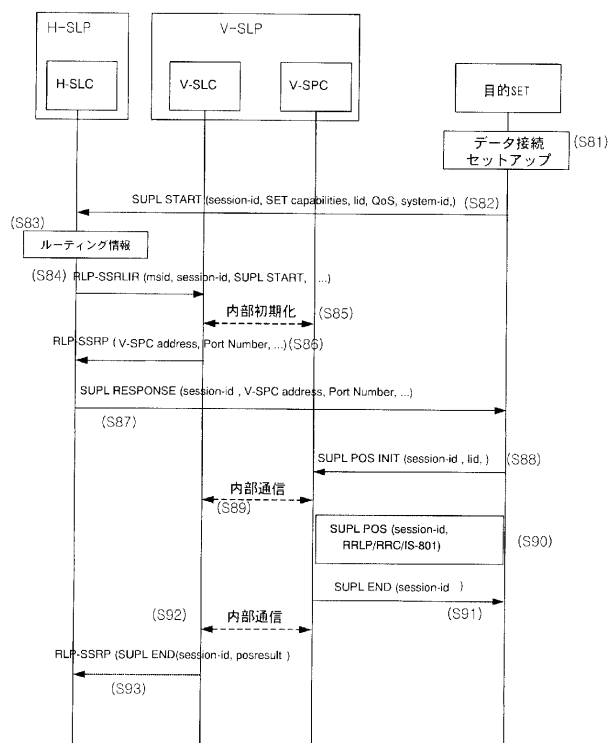 H-SLP
V-SLP
H-SLC
V-SLC
V-SPC
目的SET
データ接続
セットアップ
(S81)
SUPL START (session-id, SET capabilities, lid, QoS, system-id,)
(S82)
(S83)
ルーティング情報
(S84)
RLP-SSRLIR (msid, session-id, SUPL START, ...)
内部初期化
(S85)
RLP-SSRP ( V-SPC address, Port Number, ...)
(S86)
SUPL RESPONSE (session-id , V-SPC address, Port Number, ...)
(S87)
SUPL POS INIT (session-id , lid, )
(S88)
内部通信
(S89)
SUPL POS (session-id,
RRLP/RRC/IS-801)
(S90)
SUPL END (session-id )
(S91)
(S92)
内部通信
RLP-SSRP (SUPL END(session-id, posresult )
(S93)